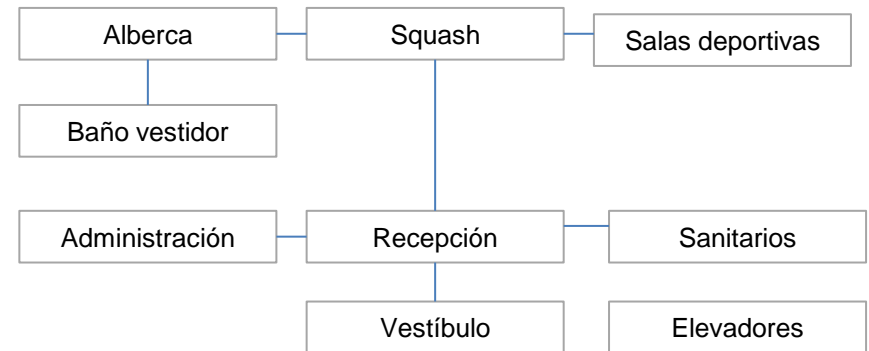 Alberca
Squash
Salas deportivas
Baño vestidor
Administración
Recepción
Sanitarios
Vestíbulo
Elevadores